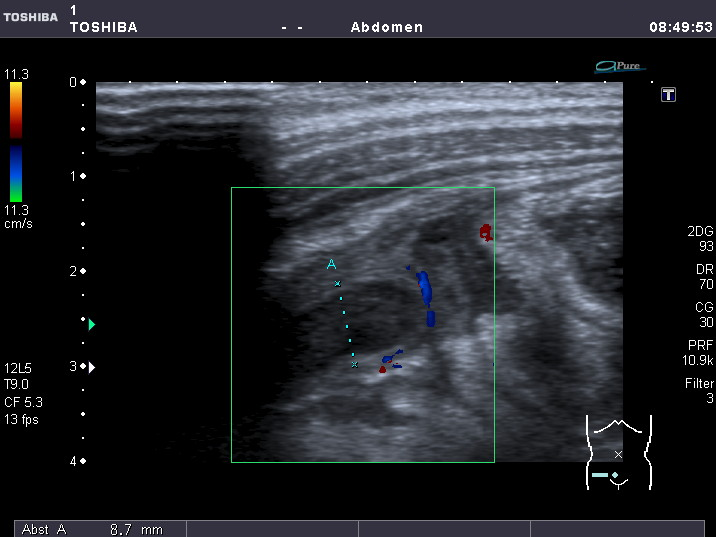 TOSHIBA
1
TOSHIBA - - Abdomen 08:49:53
aPure
T
11.3
11.3
cm/s
0
1
2
3
4
A
2DG
93
DR
70
CG
30
PRF
10.9k
Filter
3
12L5
T9.0
CF 5.3
13 fps
Abst A 8.7 mm